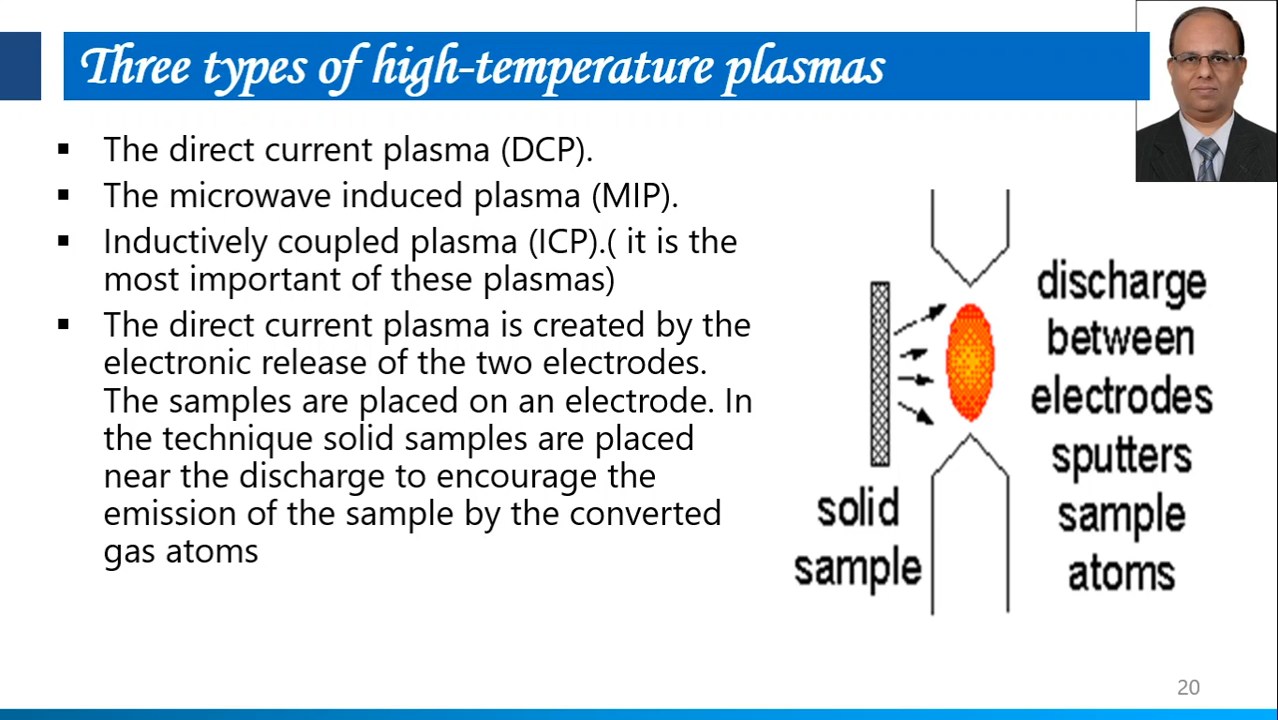 Three types of high-temperature plasmas
▪ The direct current plasma (DCP).
▪ The microwave induced plasma (MIP).
▪ Inductively coupled plasma (ICP).( it is the
most important of these plasmas)
▪ The direct current plasma is created by the
electronic release of the two electrodes.
The samples are placed on an electrode. In
the technique solid samples are placed
near the discharge to encourage the
emission of the sample by the converted
gas atoms
solid
sample
discharge
between
electrodes
sputters
sample
atoms
20